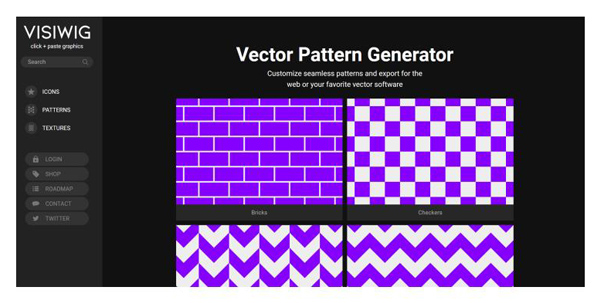 VISIWIG
click + paste graphics
Search
ICONS
PATTERNS
TEXTURES
LOGIN
SHOP
ROADMAP
CONTACT
TWITTER
Vector Pattern Generator
Customize seamless patterns and export for the
web or your favorite vector software
Bricks
Checkers